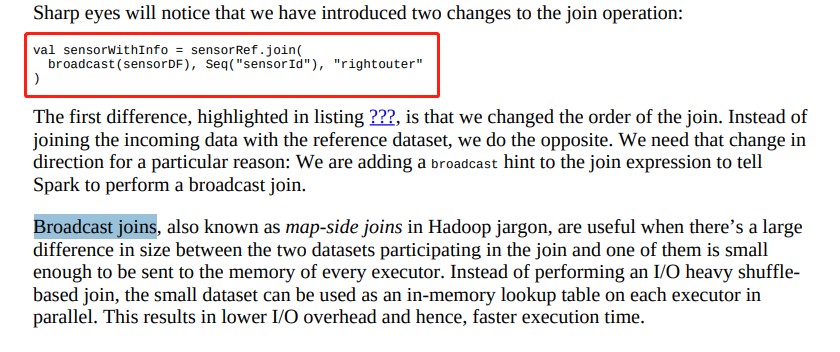 Sharp eyes will notice that we have introduced two changes to the join operation:
val sensorWithInfo = sensorRef.join(
  broadcast(sensorDF), Seq("sensorId"), "rightouter"
)
The first difference, highlighted in listing ???, is that we changed the order of the join. Instead of
joining the incoming data with the reference dataset, we do the opposite. We need that change in
direction for a particular reason: We are adding a broadcast hint to the join expression to tell
Spark to perform a broadcast join.
Broadcast joins, also known as map-side joins in Hadoop jargon, are useful when there’s a large
difference in size between the two datasets participating in the join and one of them is small
enough to be sent to the memory of every executor. Instead of performing an I/O heavy shuffle-
based join, the small dataset can be used as an in-memory lookup table on each executor in
parallel. This results in lower I/O overhead and hence, faster execution time.